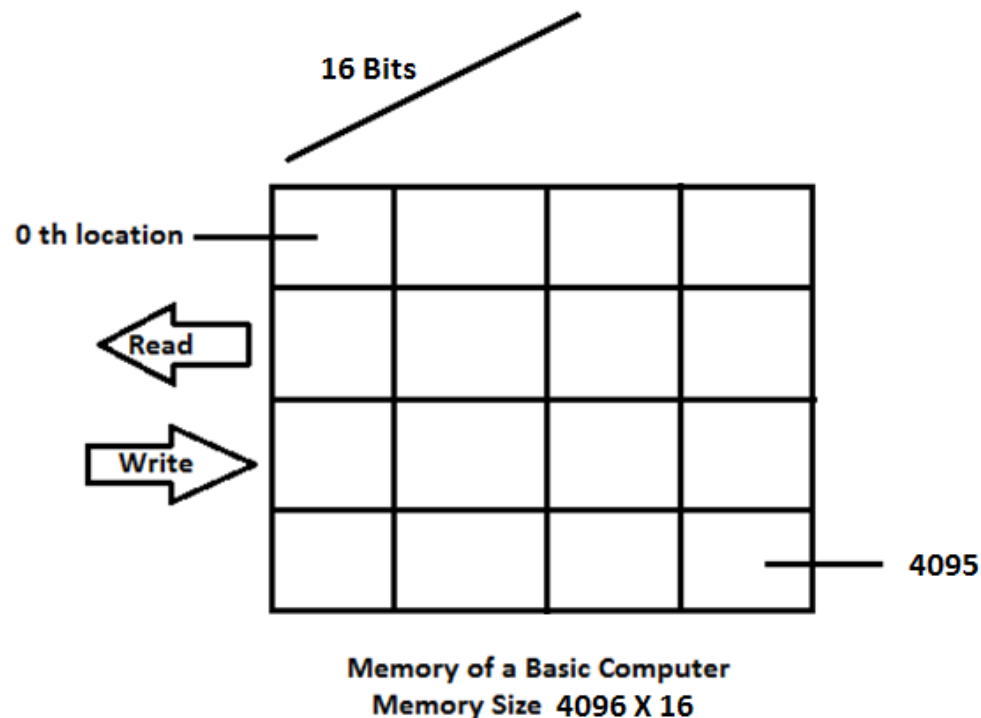 16 Bits
0 th location
Read
Write
4095
Memory of a Basic Computer
Memory Size 4096 X 16